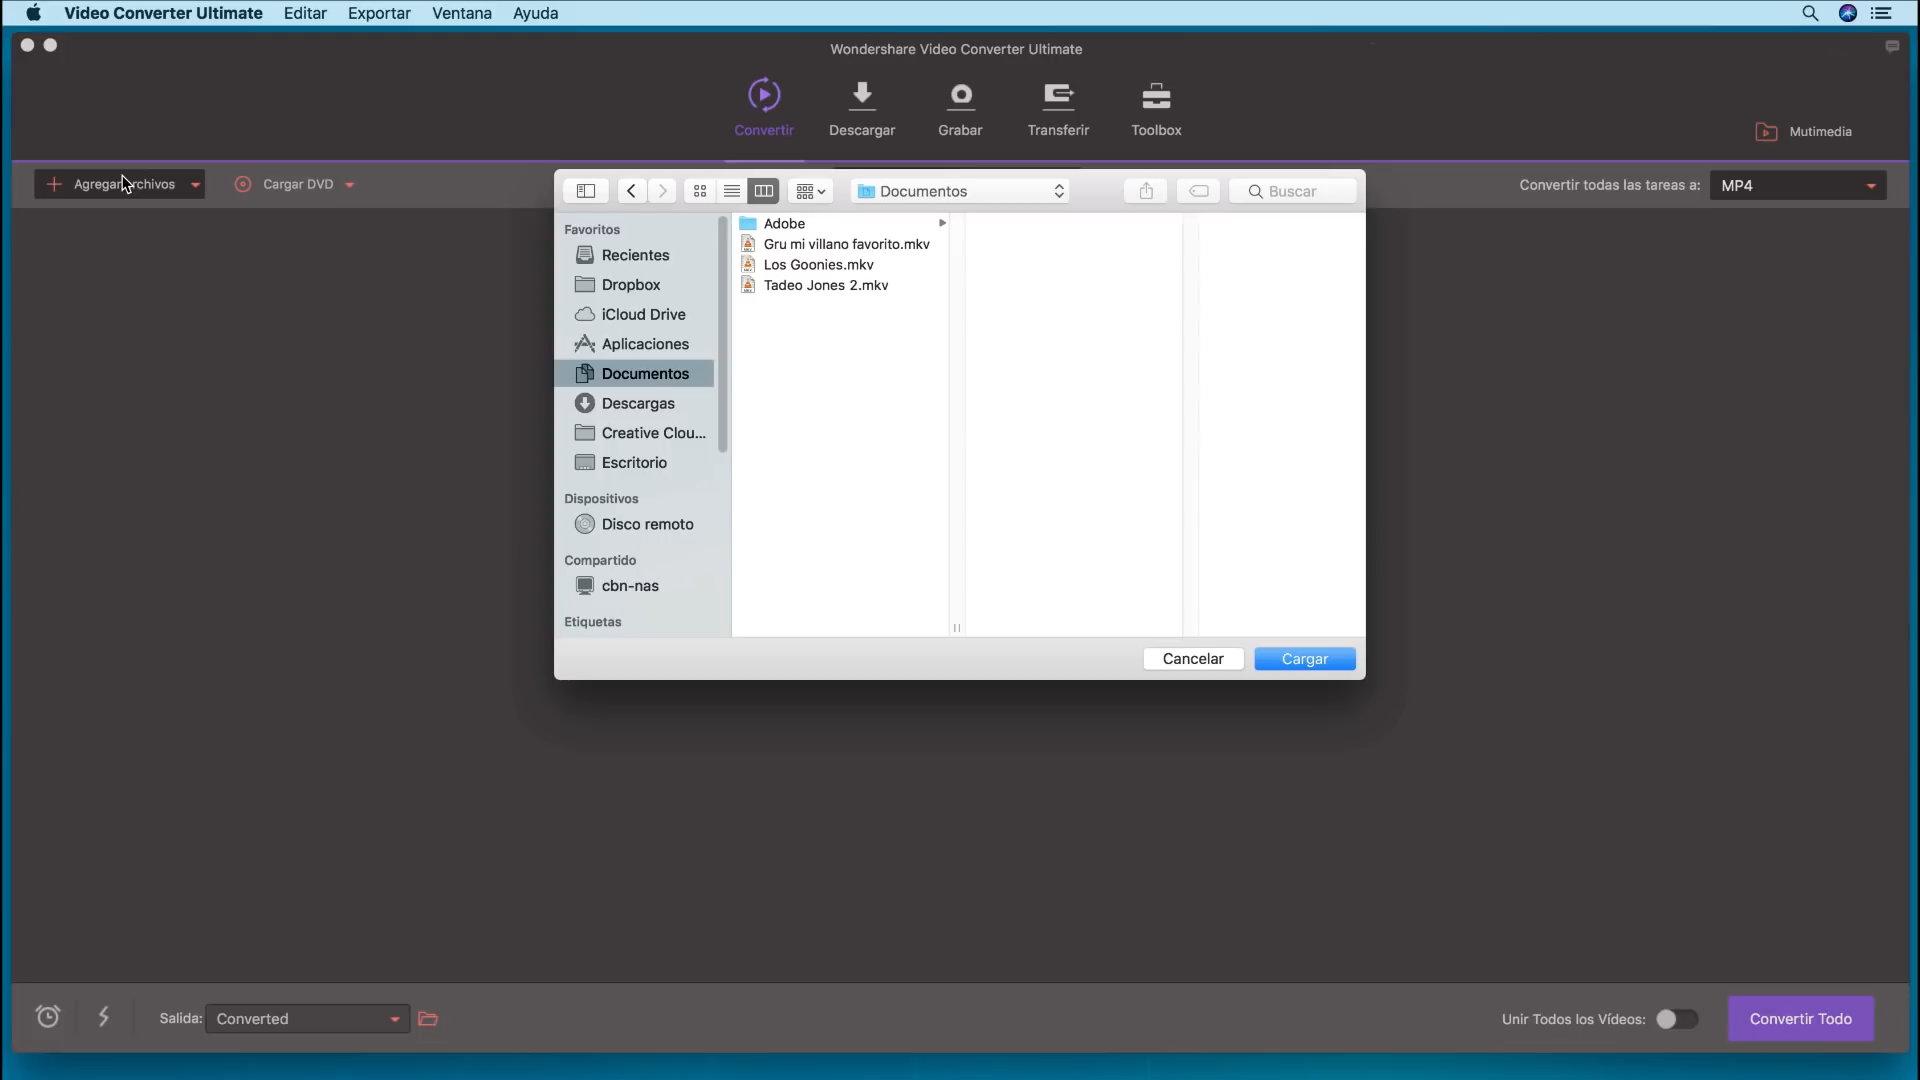 Video Converter Ultimate Editar Exportar Ventana Ayuda
Wondershare Video Converter Ultimate
Convertir Descargar Grabar Transferir Toolbox
Mutimedia
Agregar Archivos Cargar DVD
Convertir todas las tareas a: MP4
Documentos Buscar
Favoritos
Recientes
Dropbox
iCloud Drive
Aplicaciones
Documentos
Descargas
Creative Clou...
Escritorio
Dispositivos
Disco remoto
Compartido
cbn-nas
Etiquetas
Adobe
Gru mi villano favorito.mkv
Los Goonies.mkv
Tadeo Jones 2.mkv
Cancelar Cargar
Salida: Converted
Unir Todos los Vídeos: Convertir Todo